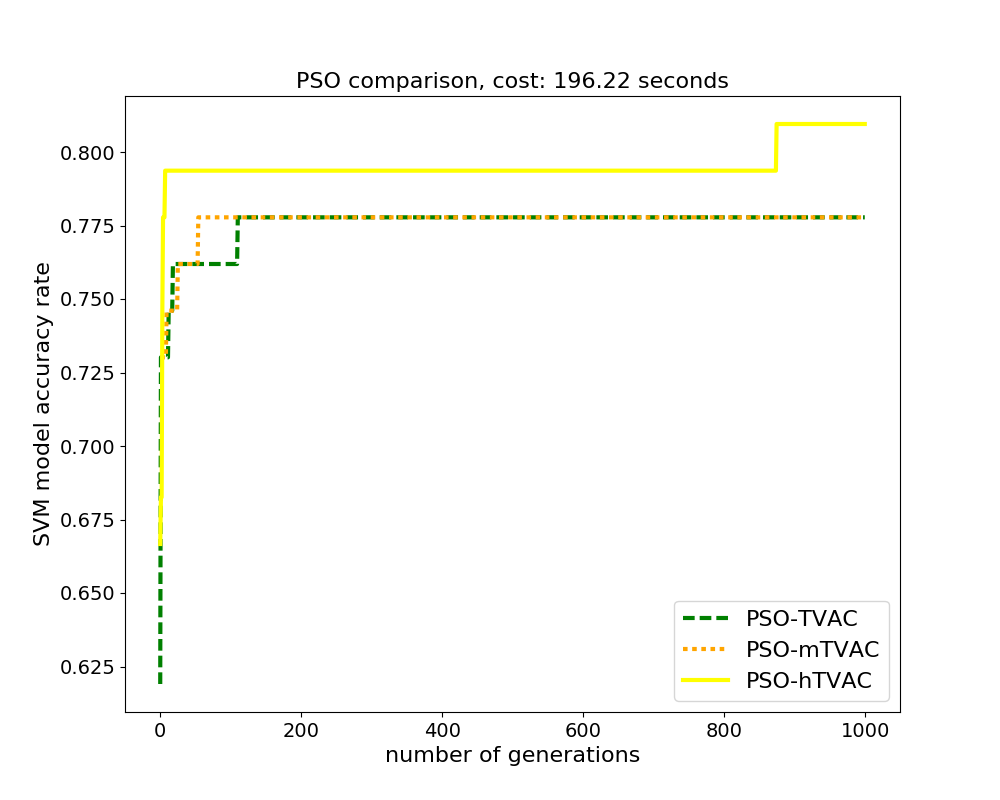 PSO comparison, cost: 196.22 seconds
0.800
0.775
0.750
0.725
0.700
0.675
0.650
0.625
SVM model accuracy rate
PSO-TVAC
PSO-mTVAC
PSO-hTVAC
0 200 400 600 800 1000
number of generations